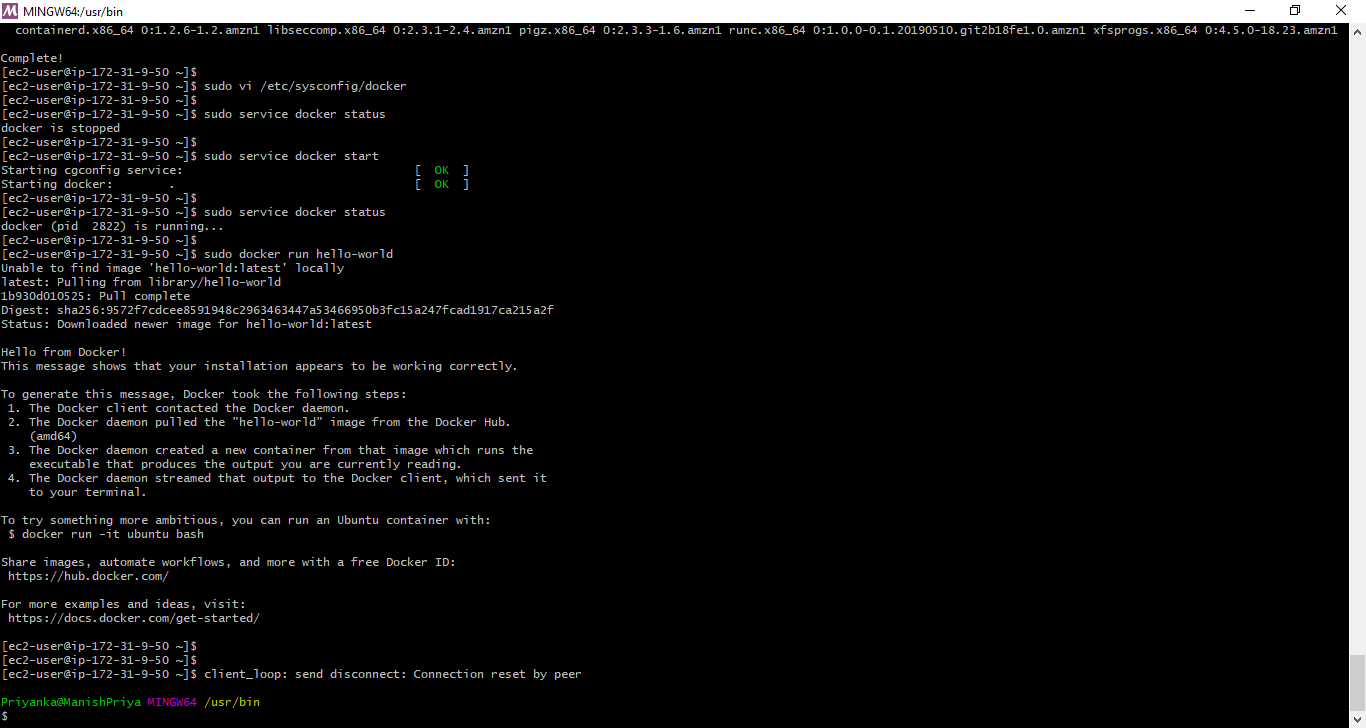 MINGW64:/usr/bin
containerd.x86_64 0:1.2.6-1.2.amzn1 libseccomp.x86_64 0:2.3.1-2.4.amzn1 pigz.x86_64 0:2.3.3-1.6.amzn1 runc.x86_64 0:1.0.0-0.1.20190510.git2b18fe1.0.amzn1 xfsprogs.x86_64 0:4.5.0-18.23.amzn1
Complete!
[ec2-user@ip-172-31-9-50 ~]$
[ec2-user@ip-172-31-9-50 ~]$ sudo vi /etc/sysconfig/docker
[ec2-user@ip-172-31-9-50 ~]$
[ec2-user@ip-172-31-9-50 ~]$ sudo service docker status
docker is stopped
[ec2-user@ip-172-31-9-50 ~]$
[ec2-user@ip-172-31-9-50 ~]$ sudo service docker start
Starting cgconfig service:                                 [  OK  ]
Starting docker:        .                                  [  OK  ]
[ec2-user@ip-172-31-9-50 ~]$
[ec2-user@ip-172-31-9-50 ~]$ sudo service docker status
docker (pid  2822) is running...
[ec2-user@ip-172-31-9-50 ~]$
[ec2-user@ip-172-31-9-50 ~]$ sudo docker run hello-world
Unable to find image 'hello-world:latest' locally
latest: Pulling from library/hello-world
1b930d010525: Pull complete
Digest: sha256:9572f7cdcee8591948c2963463447a53466950b3fc15a247fcad1917ca215a2f
Status: Downloaded newer image for hello-world:latest
Hello from Docker!
This message shows that your installation appears to be working correctly.
To generate this message, Docker took the following steps:
1. The Docker client contacted the Docker daemon.
2. The Docker daemon pulled the "hello-world" image from the Docker Hub.
(amd64)
3. The Docker daemon created a new container from that image which runs the
executable that produces the output you are currently reading.
4. The Docker daemon streamed that output to the Docker client, which sent it
to your terminal.
To try something more ambitious, you can run an Ubuntu container with:
$ docker run -it ubuntu bash
Share images, automate workflows, and more with a free Docker ID:
https://hub.docker.com/
For more examples and ideas, visit:
https://docs.docker.com/get-started/
[ec2-user@ip-172-31-9-50 ~]$
[ec2-user@ip-172-31-9-50 ~]$
[ec2-user@ip-172-31-9-50 ~]$ client_loop: send disconnect: Connection reset by peer
Priyanka@ManishPriya MINGW64 /usr/bin
$